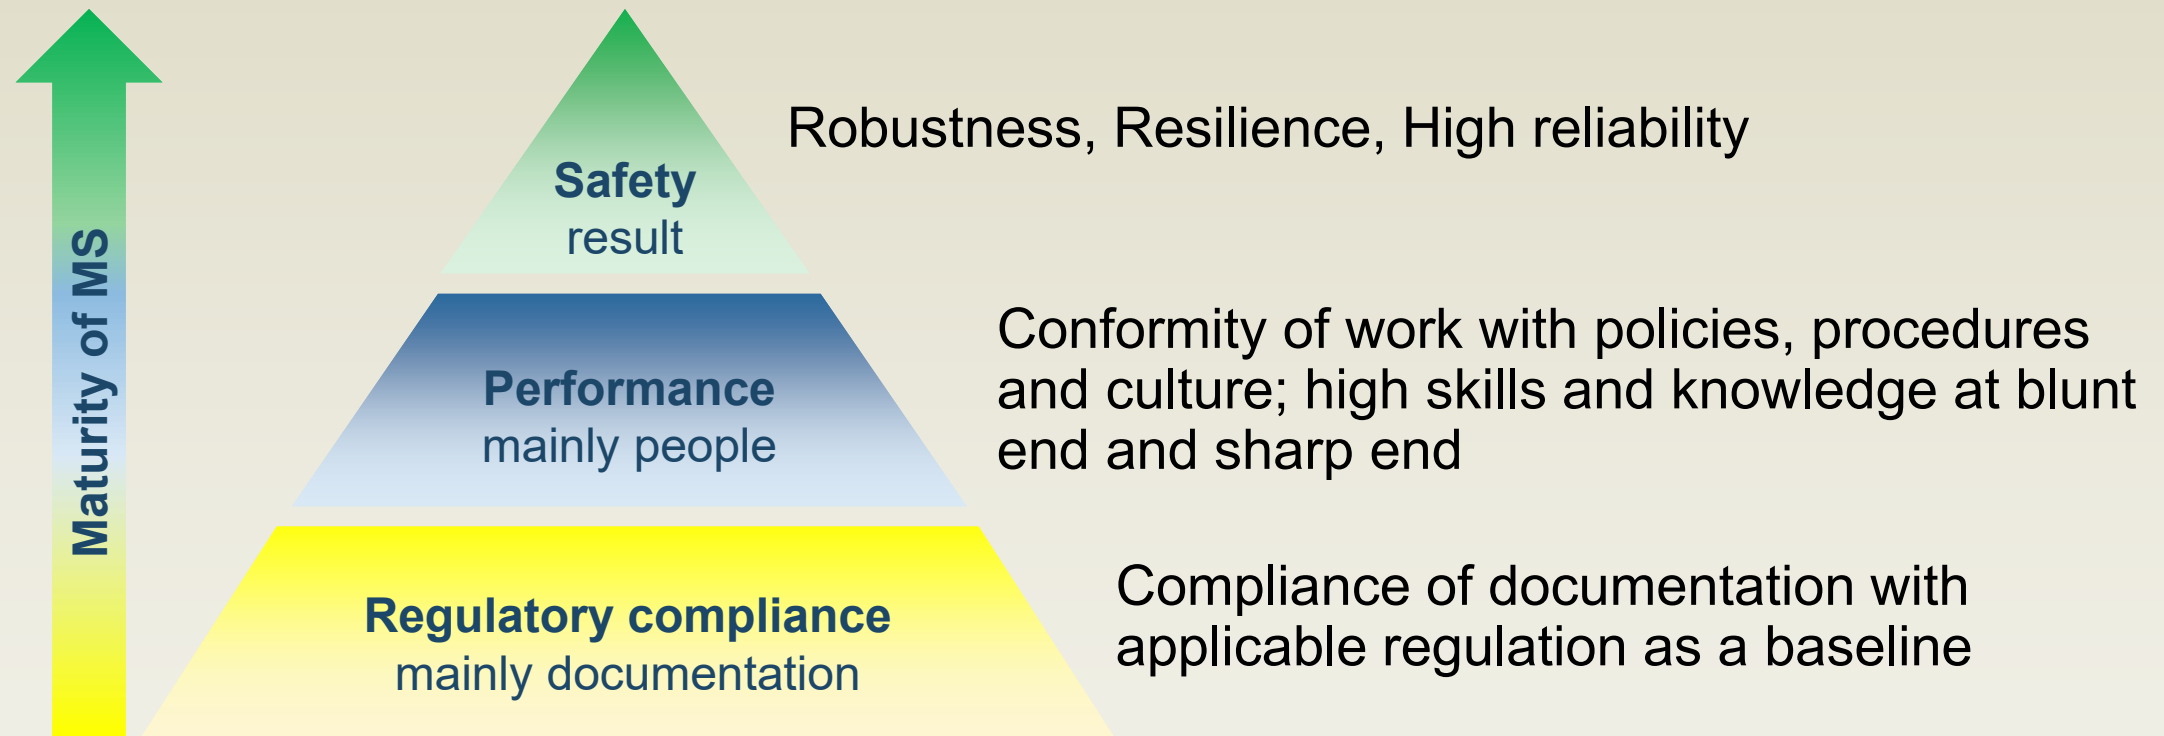 Maturity of MS
Safety
result
Robustness, Resilience, High reliability
Performance
mainly people
Conformity of work with policies, procedures
and culture; high skills and knowledge at blunt
end and sharp end
Regulatory compliance
mainly documentation
Compliance of documentation with
applicable regulation as a baseline